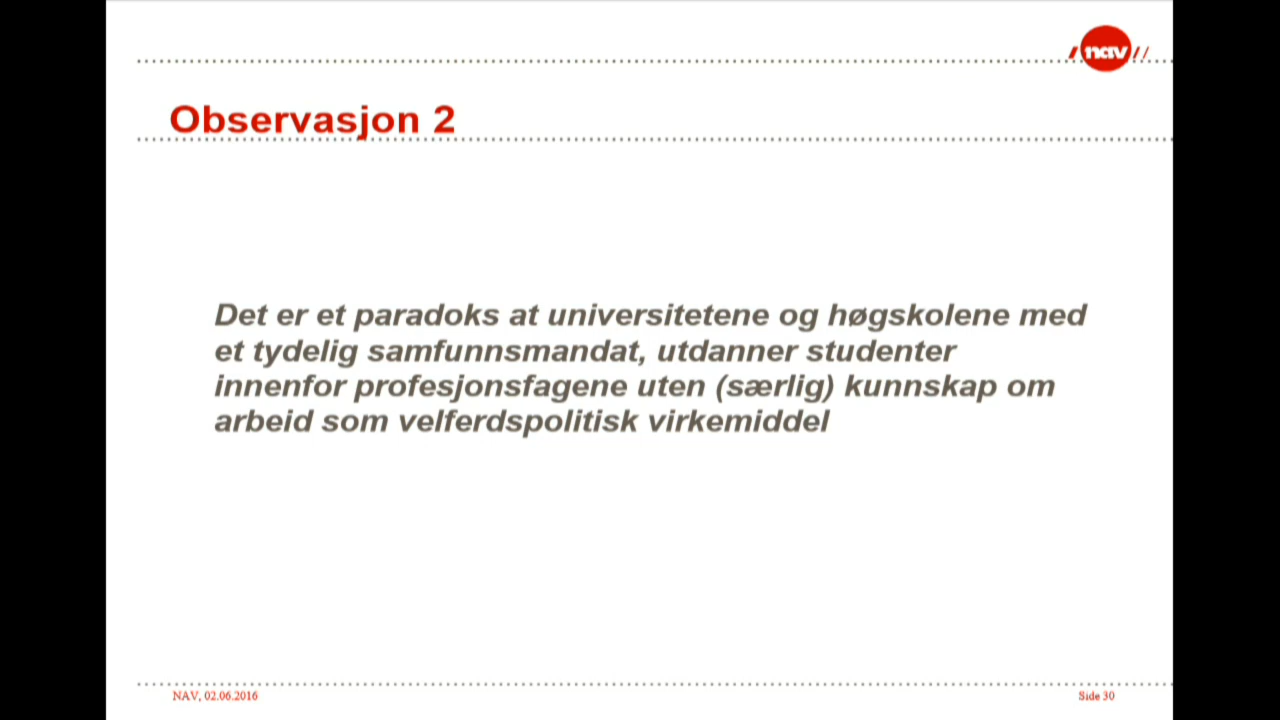 nav
Observasjon 2
Det er et paradoks at universitetene og høgskolene med
et tydelig samfunnsmandat, utdanner studenter
innenfor profesjonsfagene uten (særlig) kunnskap om
arbeid som velferdspolitisk virkemiddel
NAV, 02.06.2016
Side 30